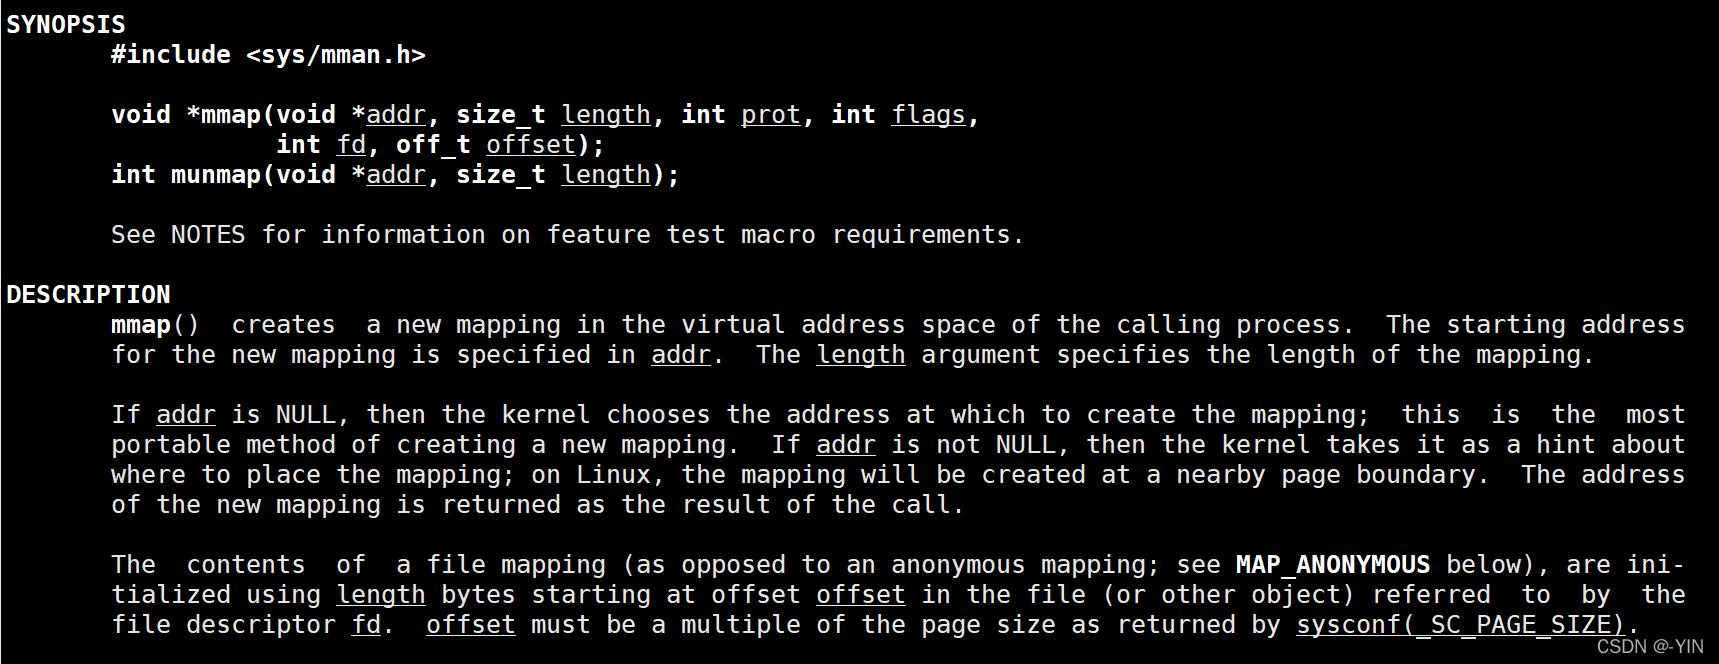 SYNOPSIS
#include <sys/mman.h>
void *mmap(void *addr, size_t length, int prot, int flags,
int fd, off_t offset);
int munmap(void *addr, size_t length);
See NOTES for information on feature test macro requirements.
DESCRIPTION
mmap()  creates  a new mapping in the virtual address space of the calling process.  The starting address
for the new mapping is specified in addr.  The length argument specifies the length of the mapping.
If addr is NULL, then the kernel chooses the address at which to create the mapping;  this  is  the  most
portable method of creating a new mapping.  If addr is not NULL, then the kernel takes it as a hint about
where to place the mapping; on Linux, the mapping will be created at a nearby page boundary.  The address
of the new mapping is returned as the result of the call.
The  contents  of  a file mapping (as opposed to an anonymous mapping; see MAP_ANONYMOUS below), are ini-
tialized using length bytes starting at offset offset in the file (or other object) referred  to  by  the
file descriptor fd.  offset must be a multiple of the page size as returned by sysconf(_SC_PAGE_SIZE).
CSDN @-YIN